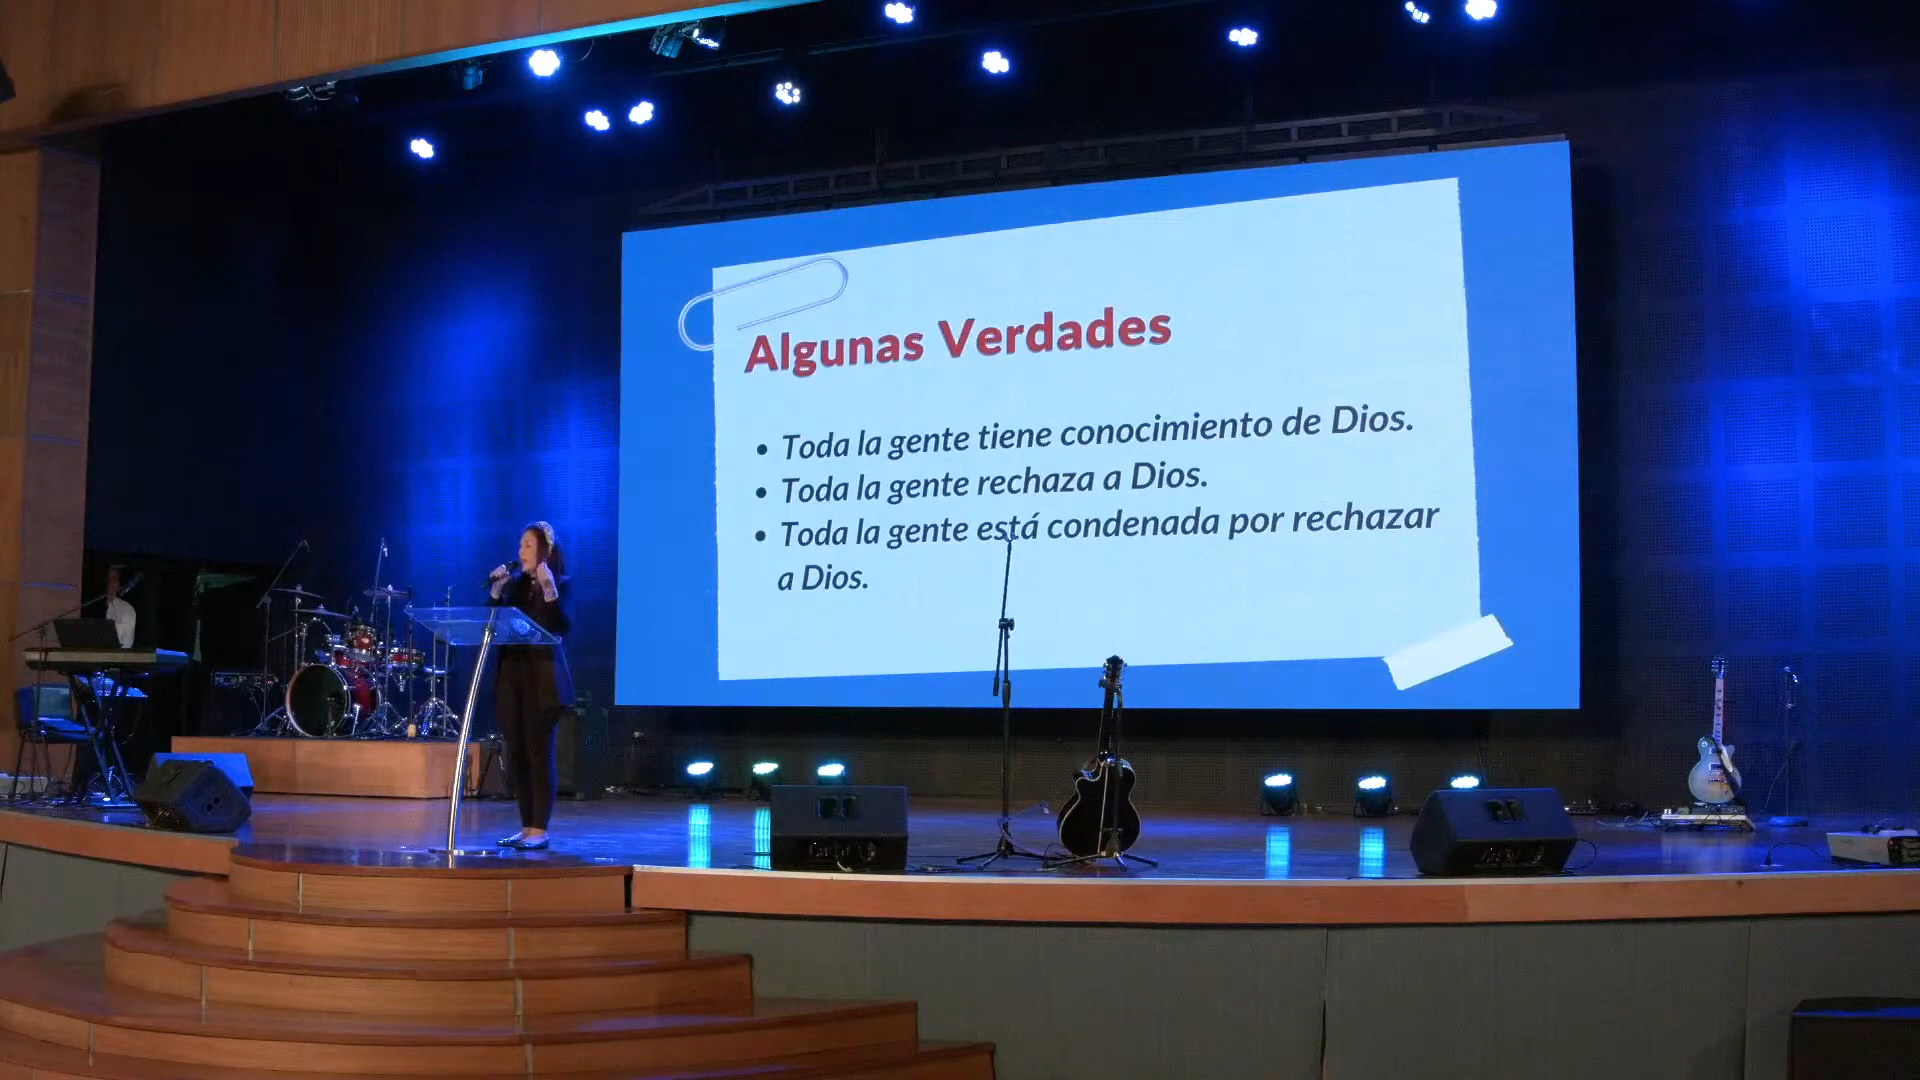 Algunas Verdades
• Toda la gente tiene conocimiento de Dios.
• Toda la gente rechaza a Dios.
• Toda la gente está condenada por rechazar
a Dios.